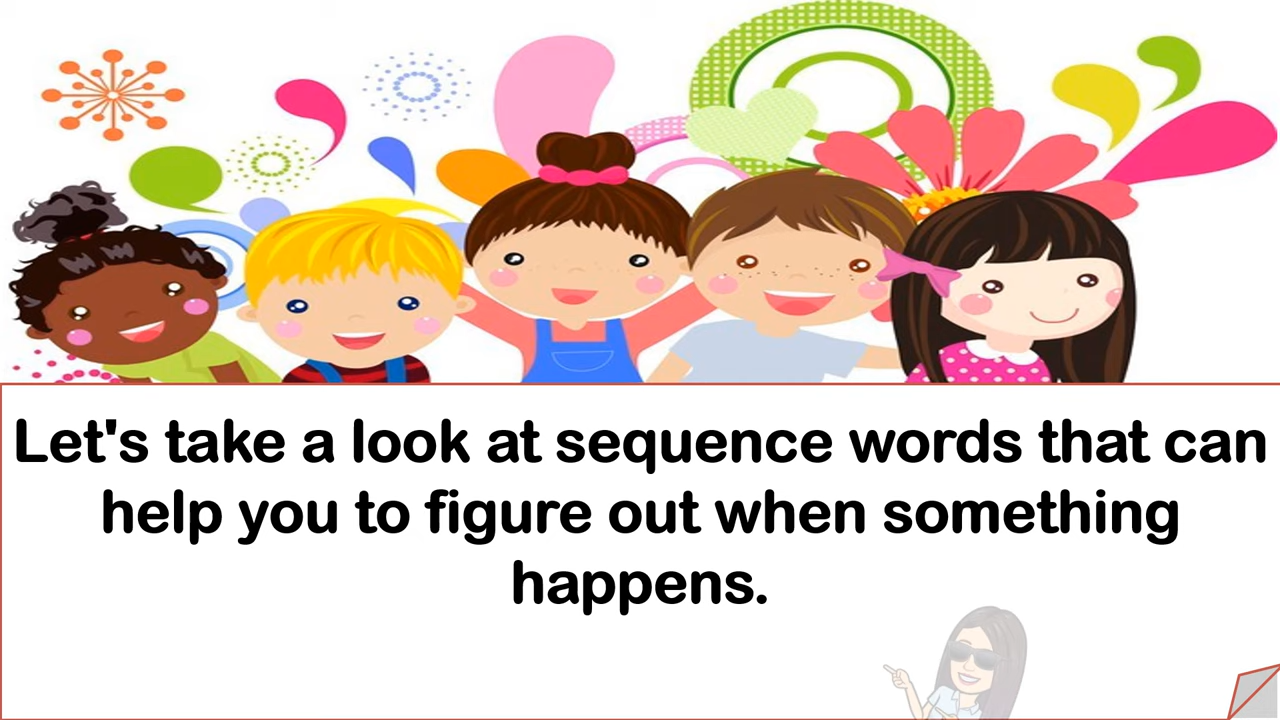 Let's take a look at sequence words that can
help you to figure out when something
happens.